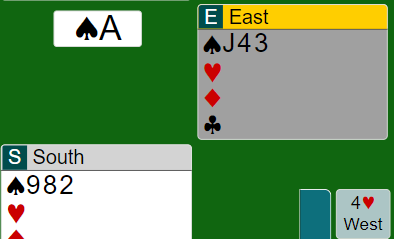 ♠A
E East
♠J43
♥
♦
♣
S South
♠982
♥
♦
4♥
West